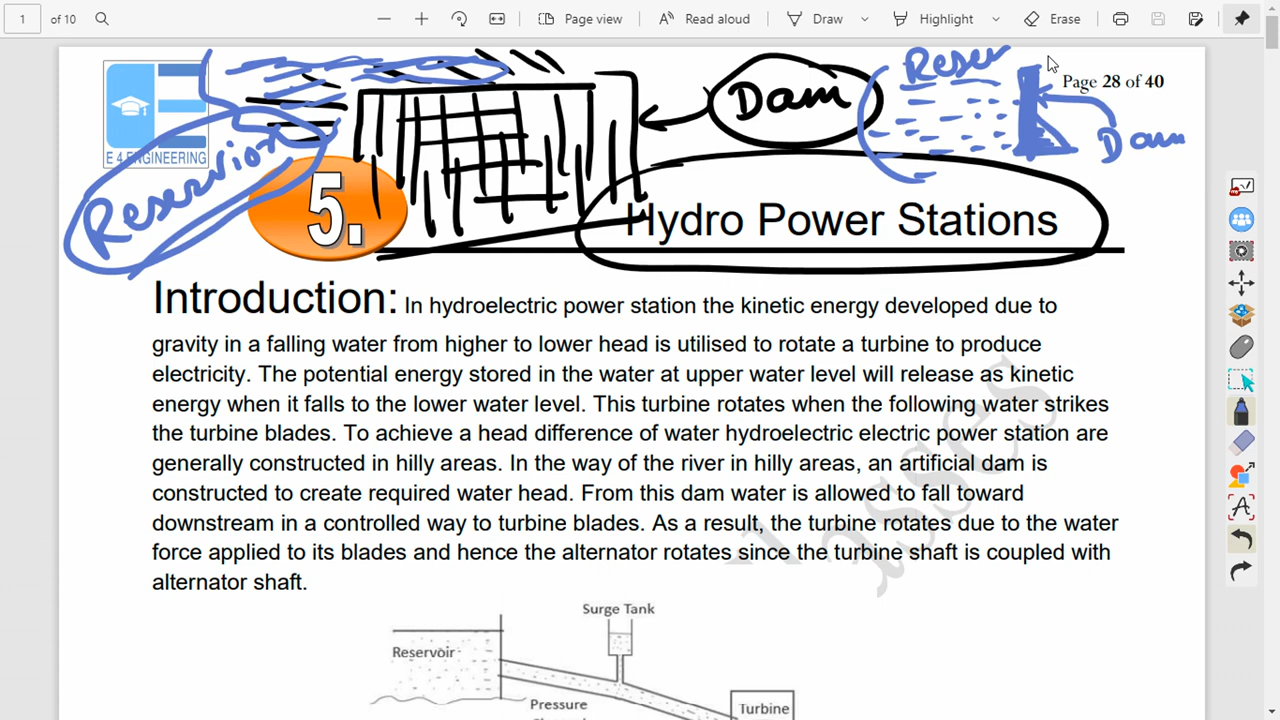 1 of 10 Page view Read aloud Draw Highlight Erase
Reser
Dam
Page 28 of 40
Dam
E 4 ENGINEERING
Reservior
5. Hydro Power Stations
Introduction: In hydroelectric power station the kinetic energy developed due to
gravity in a falling water from higher to lower head is utilised to rotate a turbine to produce
electricity. The potential energy stored in the water at upper water level will release as kinetic
energy when it falls to the lower water level. This turbine rotates when the following water strikes
the turbine blades. To achieve a head difference of water hydroelectric electric power station are
generally constructed in hilly areas. In the way of the river in hilly areas, an artificial dam is
constructed to create required water head. From this dam water is allowed to fall toward
downstream in a controlled way to turbine blades. As a result, the turbine rotates due to the water
force applied to its blades and hence the alternator rotates since the turbine shaft is coupled with
alternator shaft.
Surge Tank
Reservoir
Pressure
Turbine